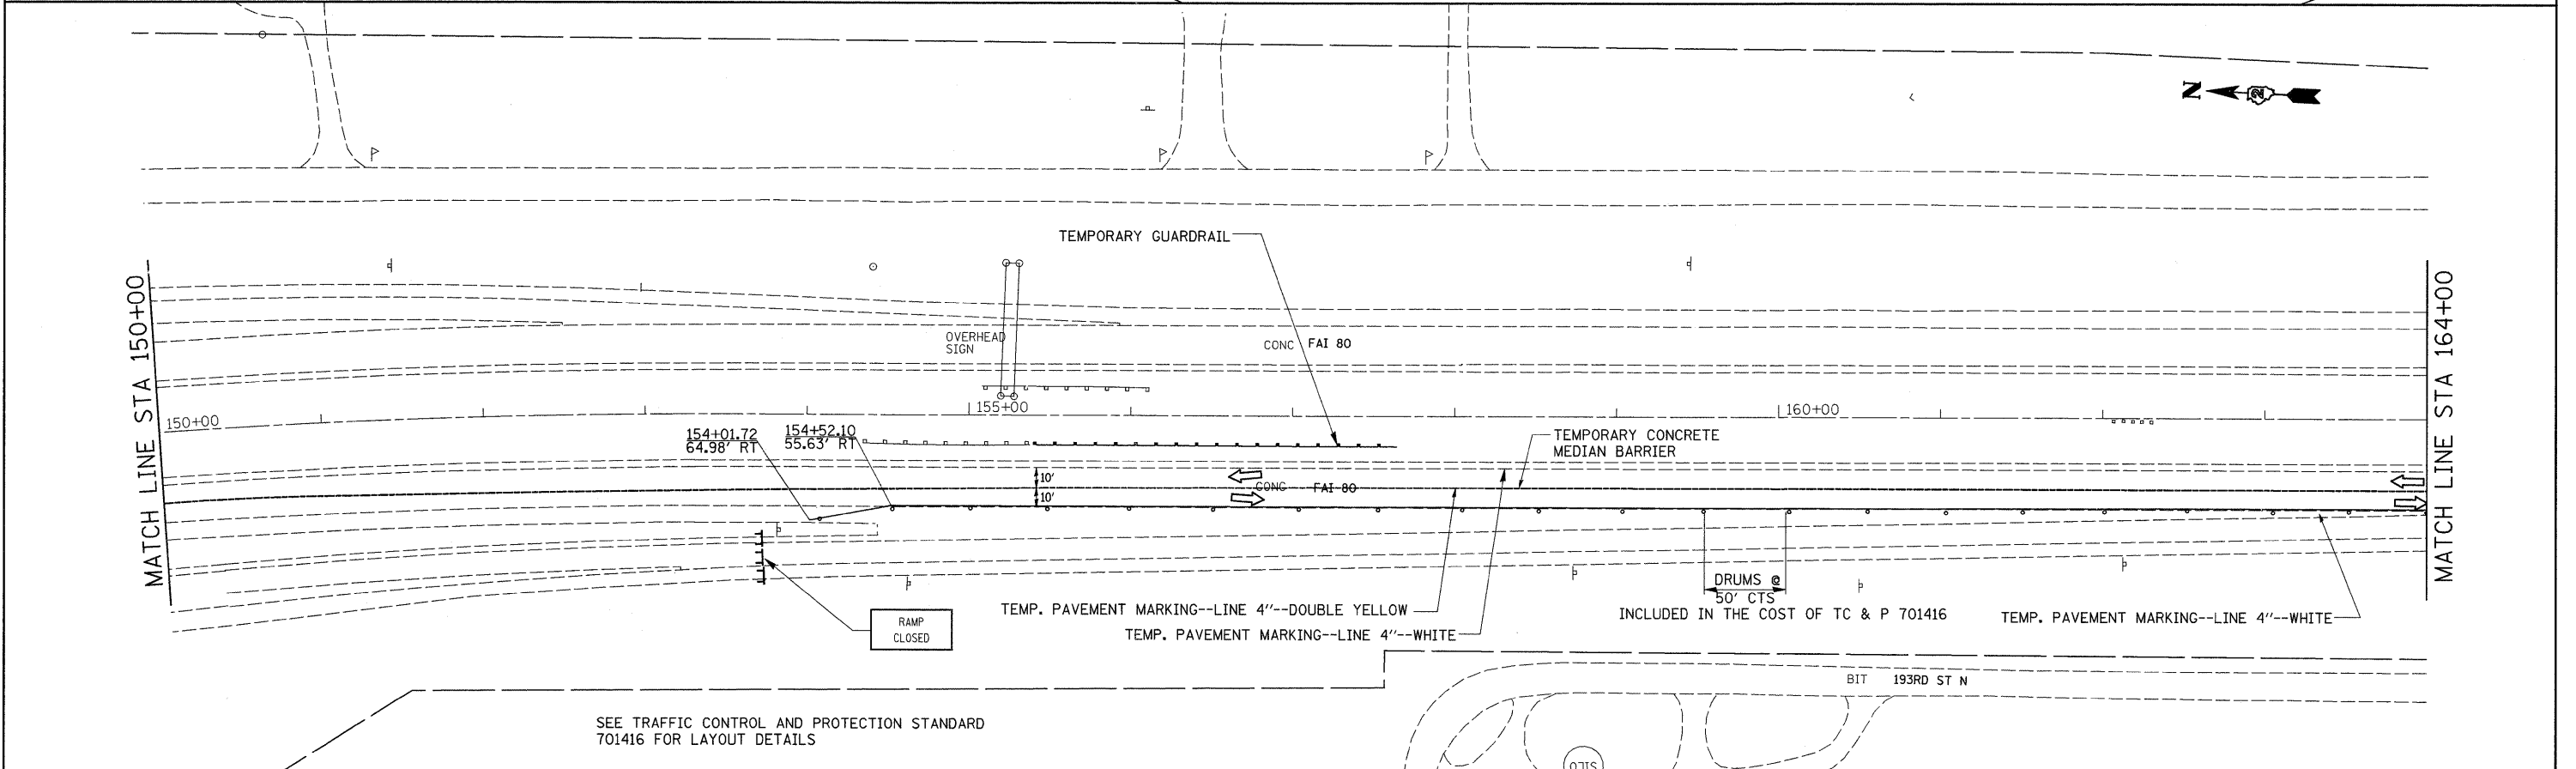 N
2
TEMPORARY GUARDRAIL
MATCH LINE STA 150+00
MATCH LINE STA 164+00
OVERHEAD
SIGN
CONC FAI 80
150+00
155+00
160+00
154+01.72
64.98' RT
154+52.10
55.63' RT
TEMPORARY CONCRETE
MEDIAN BARRIER
10'
10'
CONC FAI 80
DRUMS @
50' CTS
INCLUDED IN THE COST OF TC & P 701416
TEMP. PAVEMENT MARKING--LINE 4"--DOUBLE YELLOW
TEMP. PAVEMENT MARKING--LINE 4"--WHITE
TEMP. PAVEMENT MARKING--LINE 4"--WHITE
RAMP
CLOSED
BIT 193RD ST N
SEE TRAFFIC CONTROL AND PROTECTION STANDARD
701416 FOR LAYOUT DETAILS
SILO